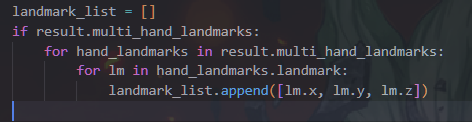 landmark_list = []
if result.multi_hand_landmarks:
    for hand_landmarks in result.multi_hand_landmarks:
        for lm in hand_landmarks.landmark:
            landmark_list.append([lm.x, lm.y, lm.z])